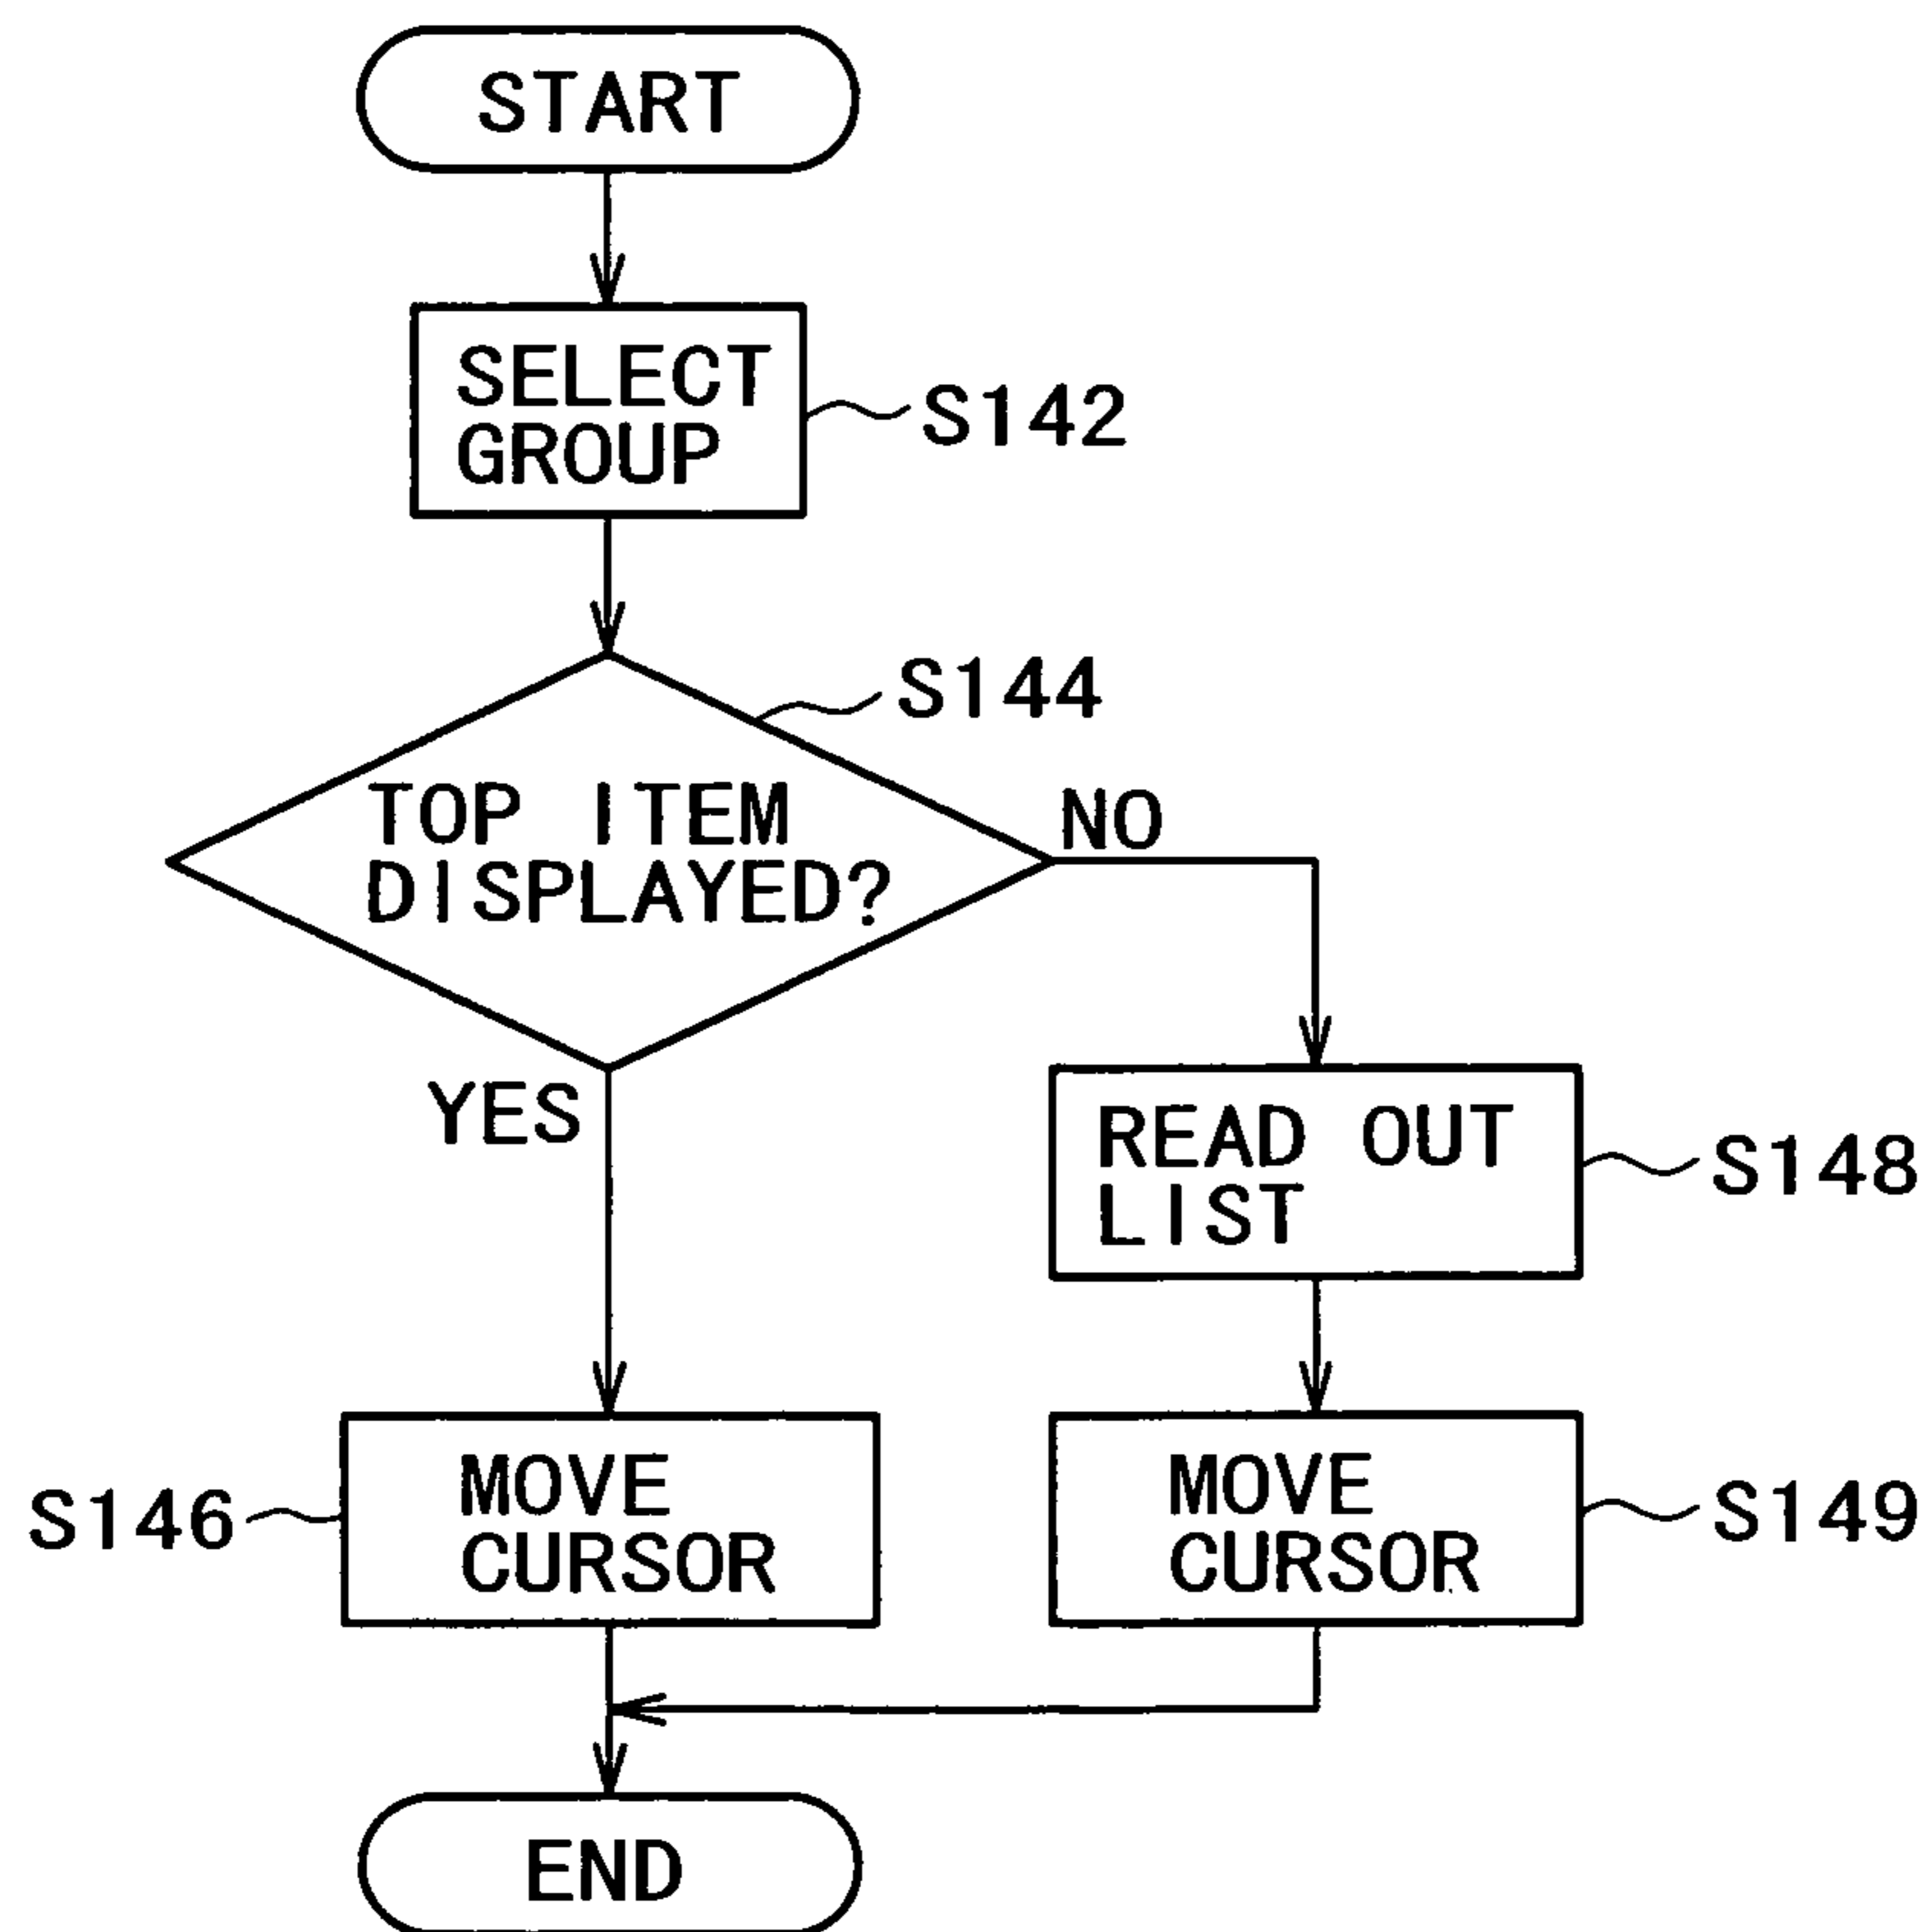 START
SELECT
GROUP
S142
S144
TOP ITEM
DISPLAYED?
NO
YES
READ OUT
LIST
S148
S146
MOVE
CURSOR
MOVE
CURSOR
S149
END